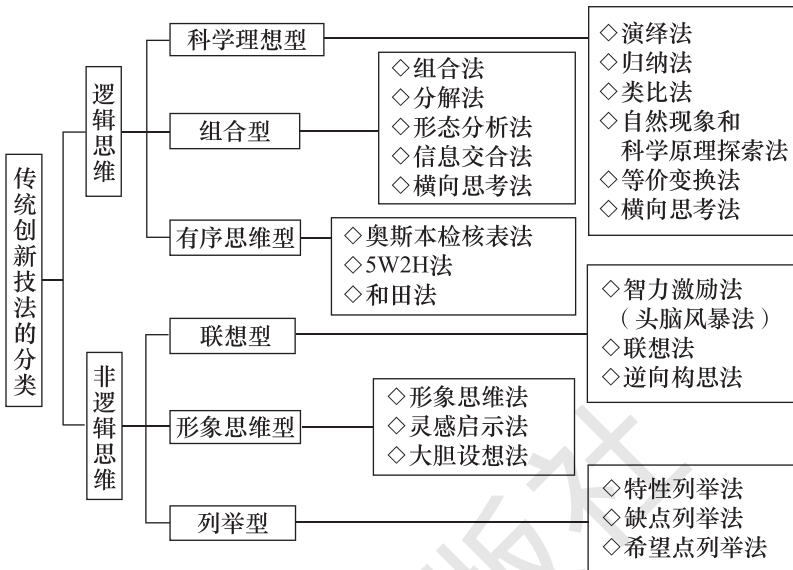 传统创新技法的分类
逻辑思维
科学理想型
◇演绎法
◇归纳法
◇类比法
◇自然现象和
科学原理探索法
◇等价变换法
◇横向思考法
组合型
◇组合法
◇分解法
◇形态分析法
◇信息交合法
◇横向思考法
有序思维型
◇奥斯本检核表法
◇5W2H法
◇和田法
非逻辑思维
联想型
◇智力激励法
（头脑风暴法）
◇联想法
◇逆向构思法
形象思维型
◇形象思维法
◇灵感启示法
◇大胆设想法
列举型
◇特性列举法
◇缺点列举法
◇希望点列举法
版社